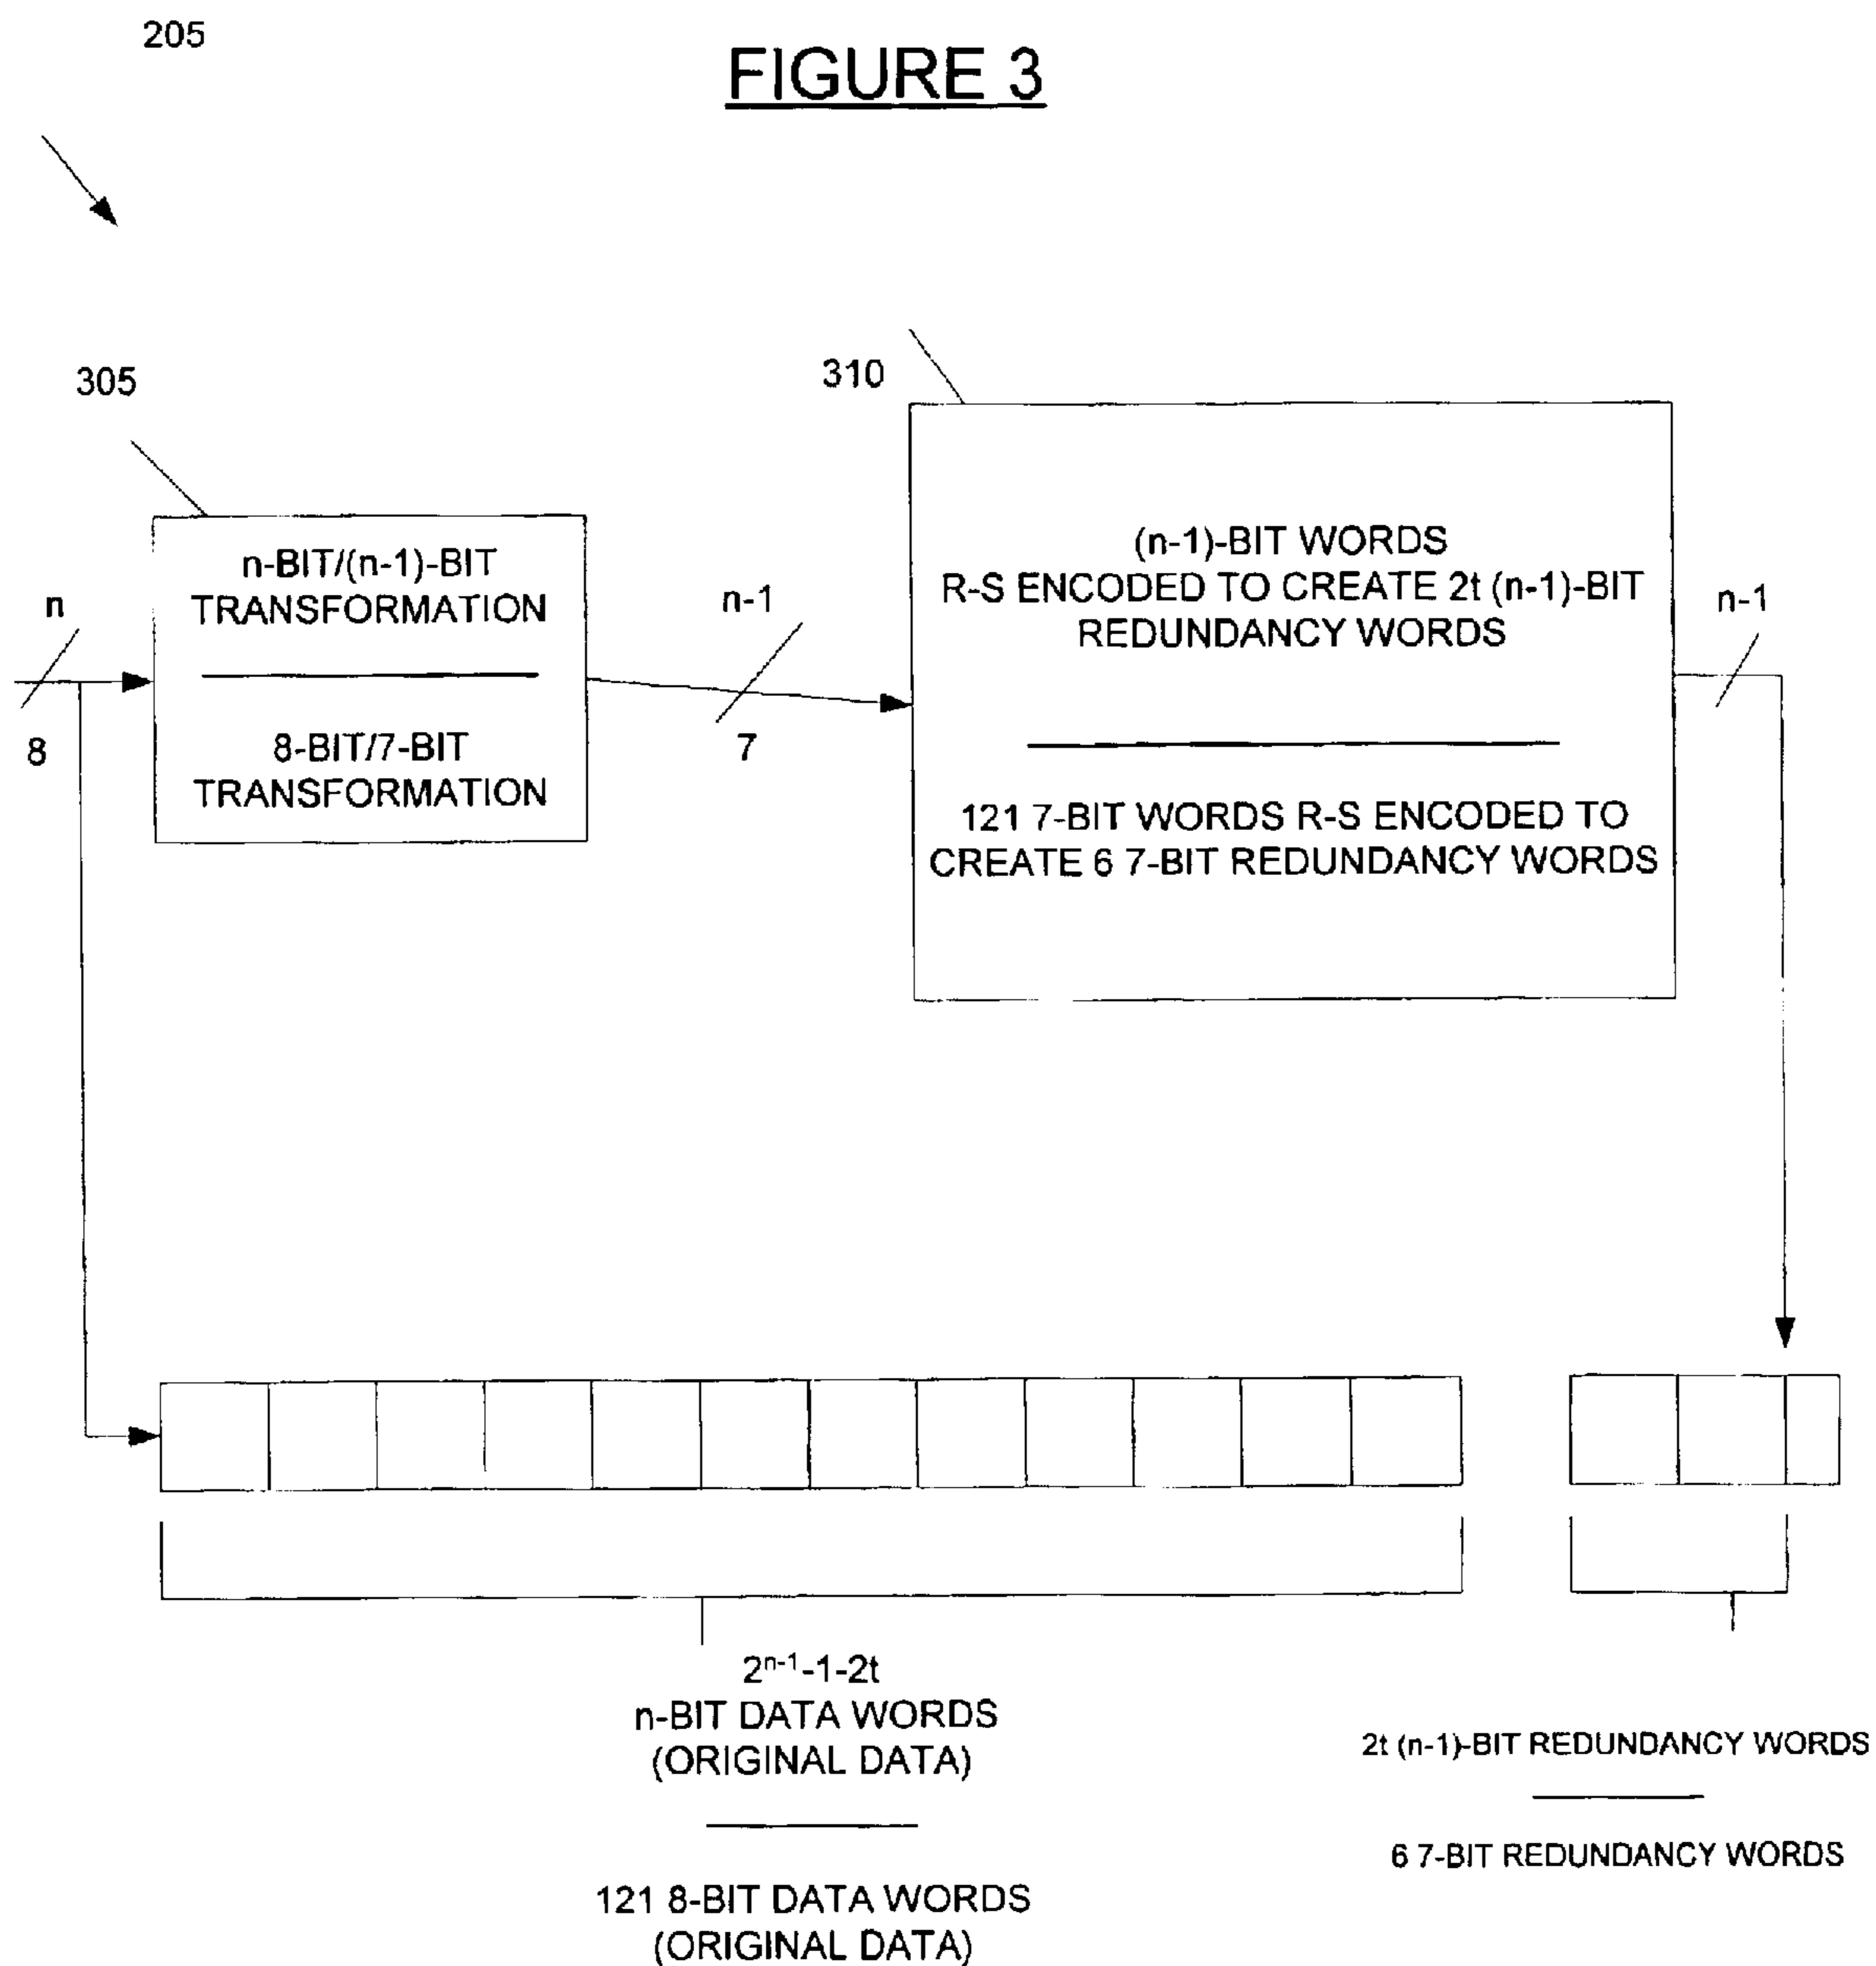 205
FIGURE 3
305
310
n-BIT/(n-1)-BIT
TRANSFORMATION
8-BIT/7-BIT
TRANSFORMATION
n
8
n-1
7
(n-1)-BIT WORDS
R-S ENCODED TO CREATE 2t (n-1)-BIT
REDUNDANCY WORDS
121 7-BIT WORDS R-S ENCODED TO
CREATE 6 7-BIT REDUNDANCY WORDS
n-1
2ⁿ⁻¹-1-2t
n-BIT DATA WORDS
(ORIGINAL DATA)
121 8-BIT DATA WORDS
(ORIGINAL DATA)
2t (n-1)-BIT REDUNDANCY WORDS
6 7-BIT REDUNDANCY WORDS